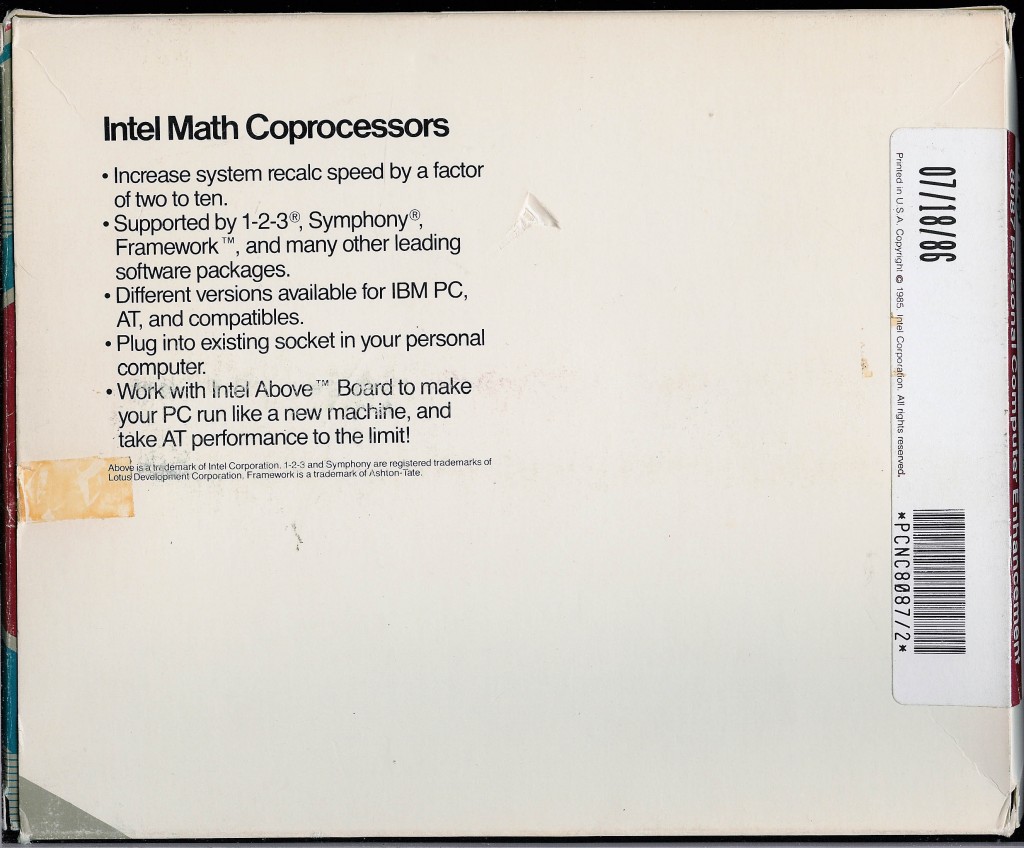 Intel Math Coprocessors
• Increase system recalc speed by a factor
of two to ten.
• Supported by 1-2-3®, Symphony®,
Framework™, and many other leading
software packages.
• Different versions available for IBM PC,
AT, and compatibles.
• Plug into existing socket in your personal
computer.
• Work with Intel Above™ Board to make
your PC run like a new machine, and
take AT performance to the limit!
Above is a trademark of Intel Corporation. 1-2-3 and Symphony are registered trademarks of
Lotus Development Corporation. Framework is a trademark of Ashton-Tate.
07/18/86
Printed in U.S.A. Copyright © 1985, Intel Corporation. All rights reserved.
*PCNC8087/2*
8087 Personal Computer Enhancement